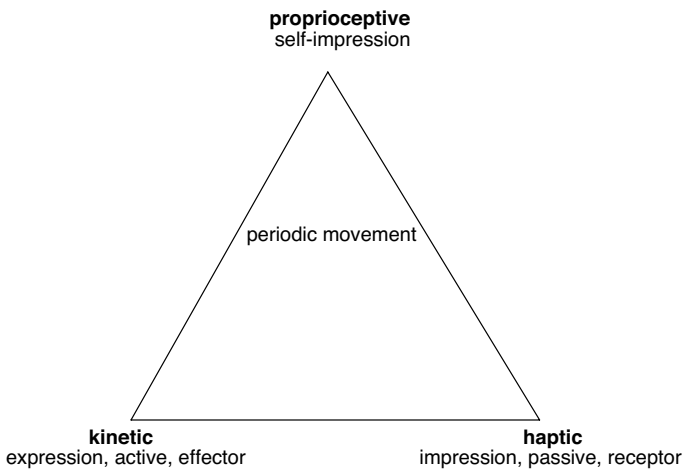 proprioceptive
self-impression
periodic movement
kinetic
expression, active, effector
haptic
impression, passive, receptor